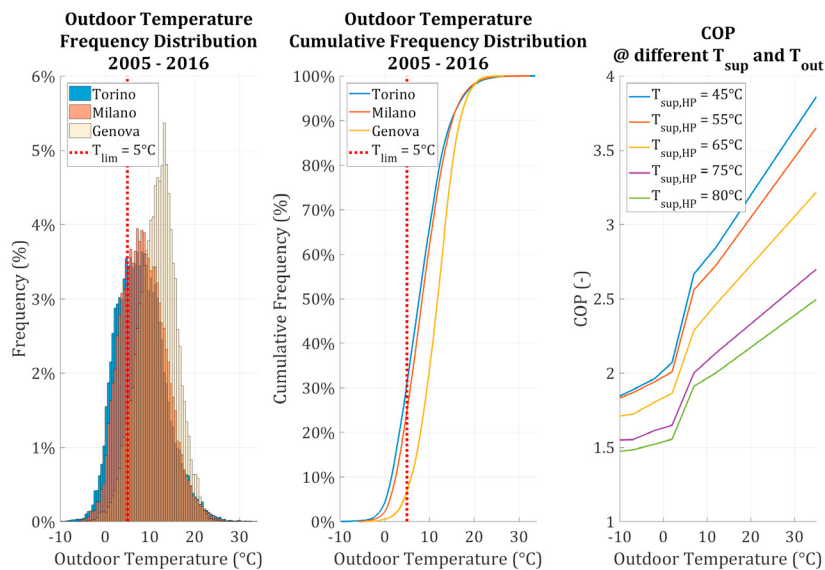 Outdoor Temperature
Frequency Distribution
2005 - 2016
6%
5%
4%
3%
2%
1%
0%
Frequency (%)
Torino
Milano
Genova
T_lim = 5°C
-10
0
10
20
30
Outdoor Temperature (°C)
Outdoor Temperature
Cumulative Frequency Distribution
2005 - 2016
100%
90%
80%
70%
60%
50%
40%
30%
20%
10%
0%
Cumulative Frequency (%)
Torino
Milano
Genova
T_lim = 5°C
-10
0
10
20
30
Outdoor Temperature (°C)
COP
@ different T_sup and T_out
4
3.5
3
2.5
2
1.5
1
COP (-)
T_sup,HP = 45°C
T_sup,HP = 55°C
T_sup,HP = 65°C
T_sup,HP = 75°C
T_sup,HP = 80°C
-10
0
10
20
30
Outdoor Temperature (°C)